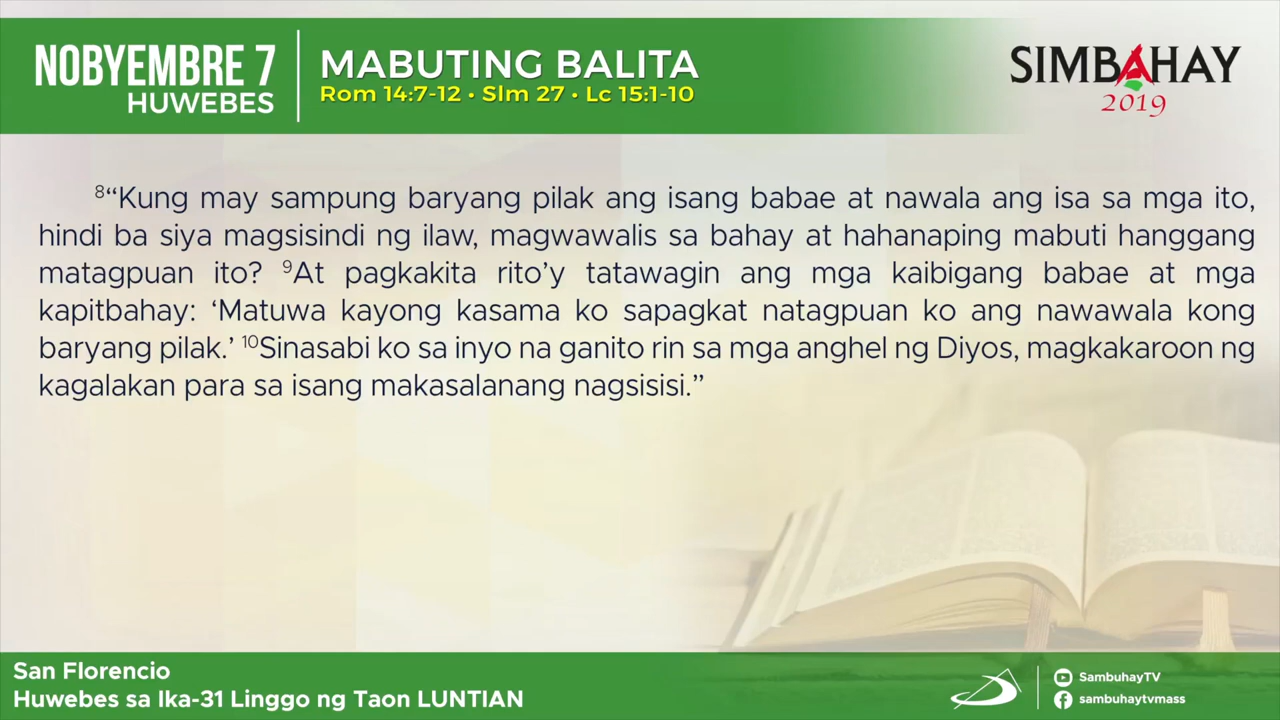 NOBYEMBRE 7
HUWEBES
MABUTING BALITA
Rom 14:7-12 • Slm 27 • Lc 15:1-10
SIMBAHAY
2019
⁸“Kung may sampung baryang pilak ang isang babae at nawala ang isa sa mga ito,
hindi ba siya magsisindi ng ilaw, magwawalis sa bahay at hahanaping mabuti hanggang
matagpuan ito? ⁹At pagkakita rito’y tatawagin ang mga kaibigang babae at mga
kapitbahay: ‘Matuwa kayong kasama ko sapagkat natagpuan ko ang nawawala kong
baryang pilak.’ ¹⁰Sinasabi ko sa inyo na ganito rin sa mga anghel ng Diyos, magkakaroon ng
kagalakan para sa isang makasalanang nagsisisi.”
San Florencio
Huwebes sa Ika-31 Linggo ng Taon LUNTIAN
SambuhayTV
sambuhaytvmass